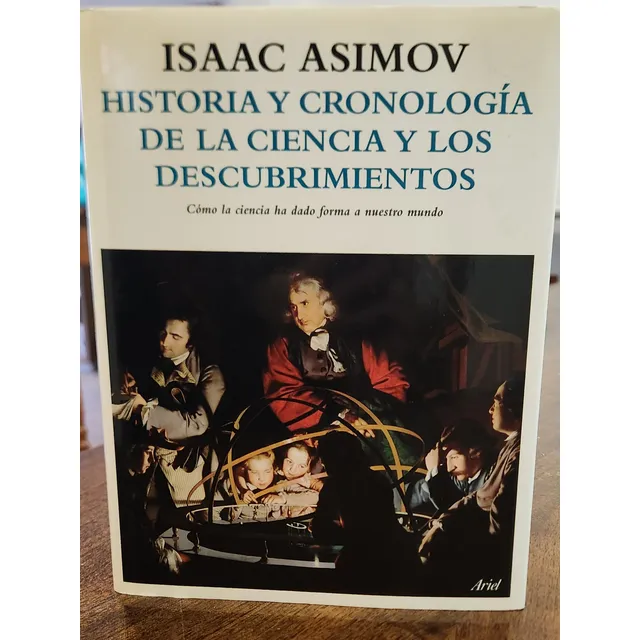 ISAAC ASIMOV
HISTORIA Y CRONOLOGÍA
DE LA CIENCIA Y LOS
DESCUBRIMIENTOS
Cómo la ciencia ha dado forma a nuestro mundo
Ariel